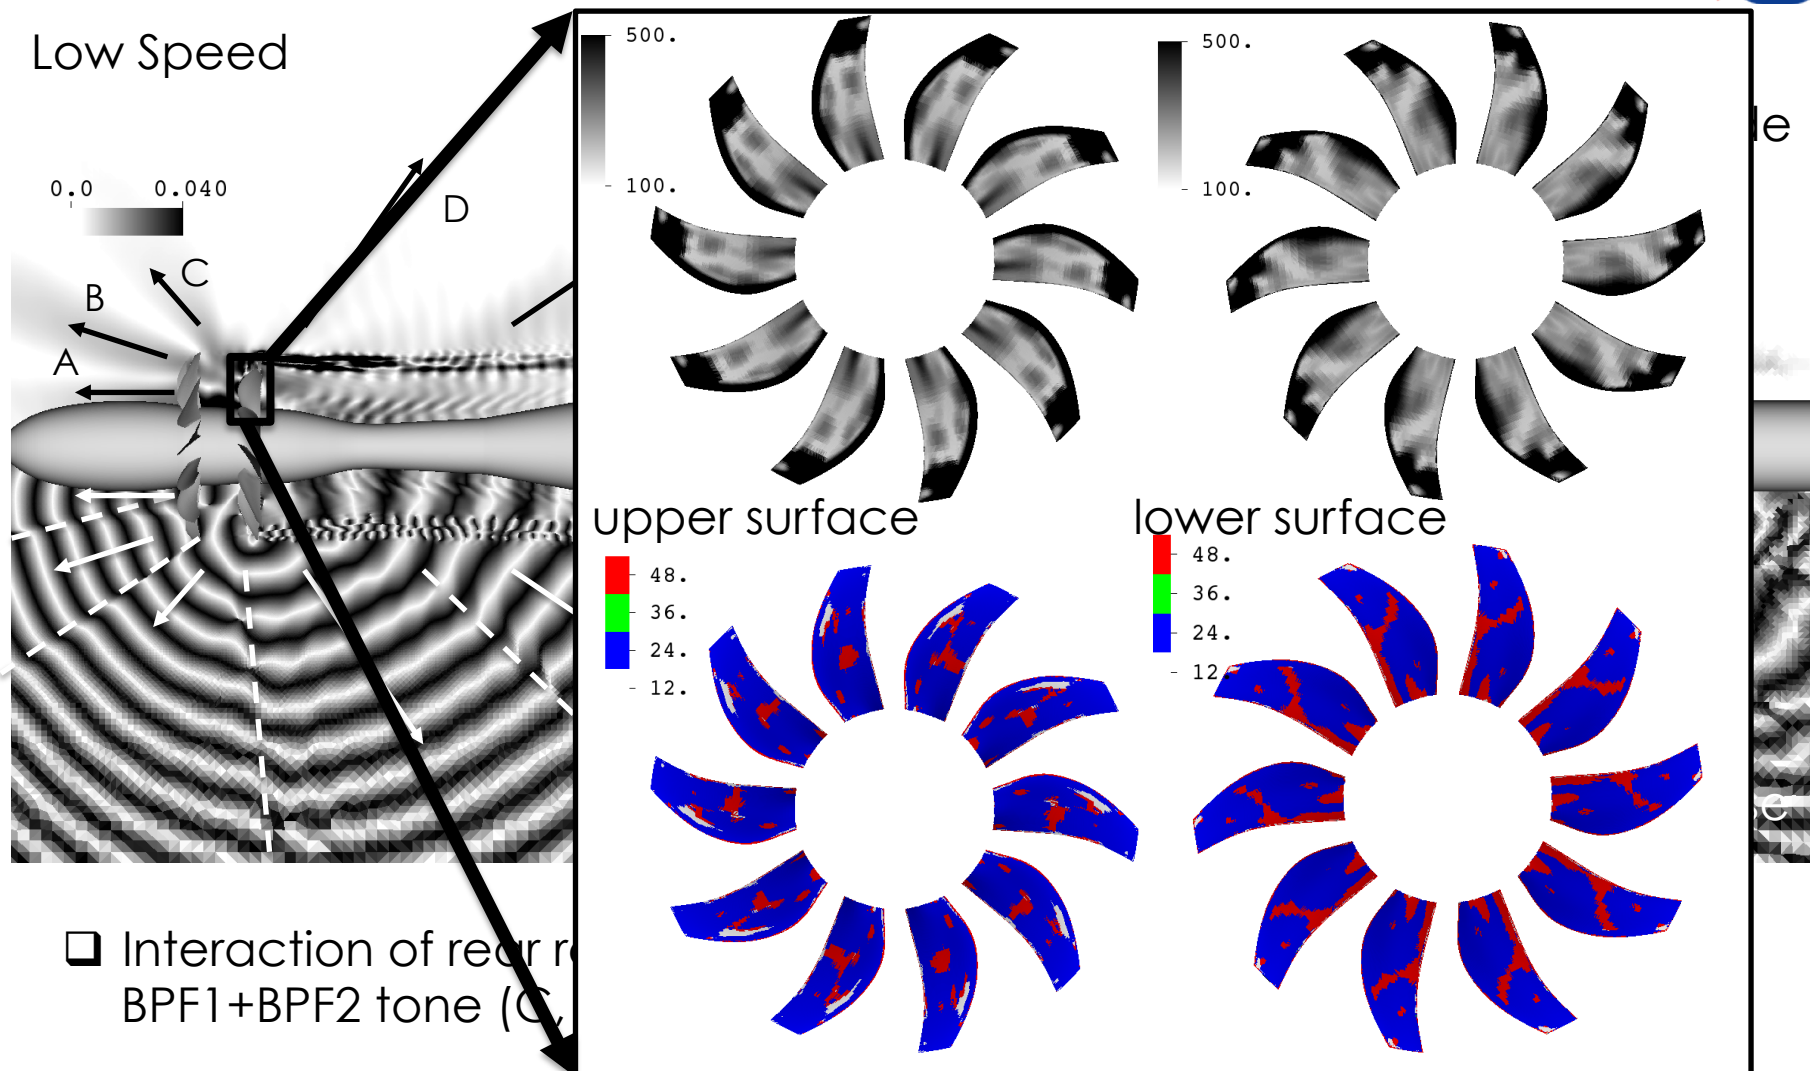 Low Speed
0.0 0.040
A
B
C
D
500.
100.
500.
100.
upper surface
lower surface
48.
36.
24.
12.
48.
36.
24.
12.
❑ Interaction of rear
BPF1+BPF2 tone (C,